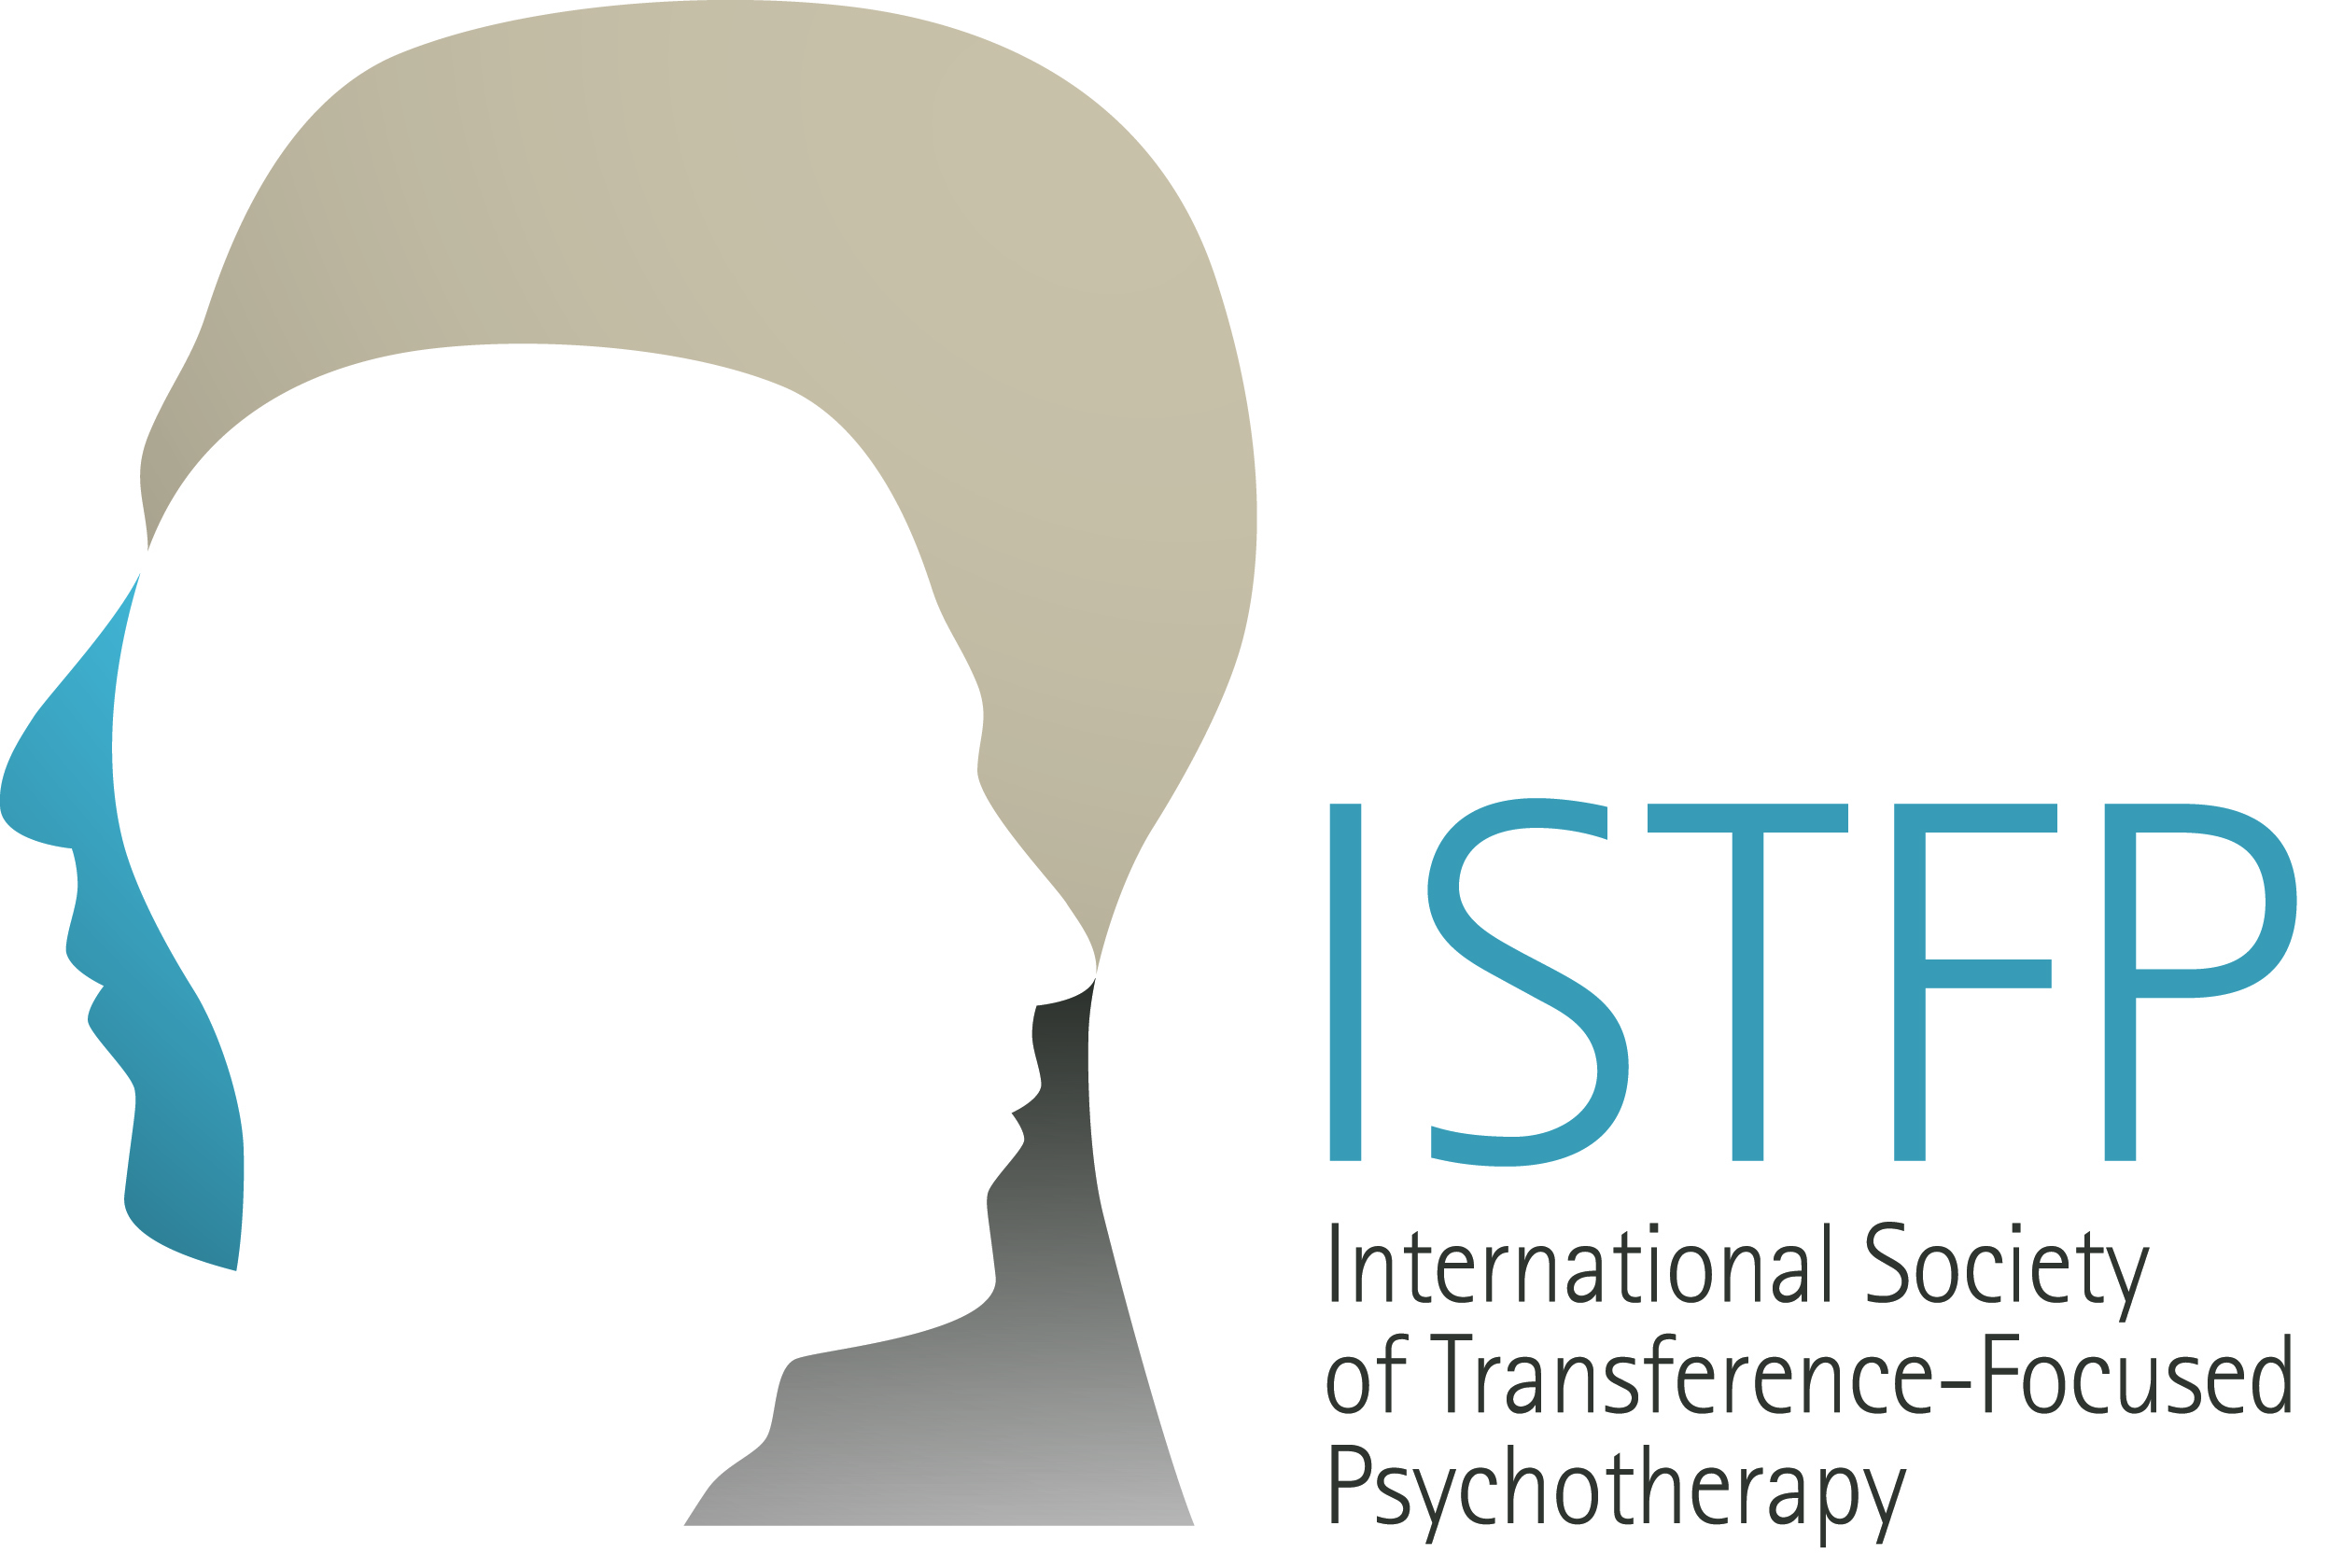 ISTFP
International Society
of Transference–Focused
Psychotherapy